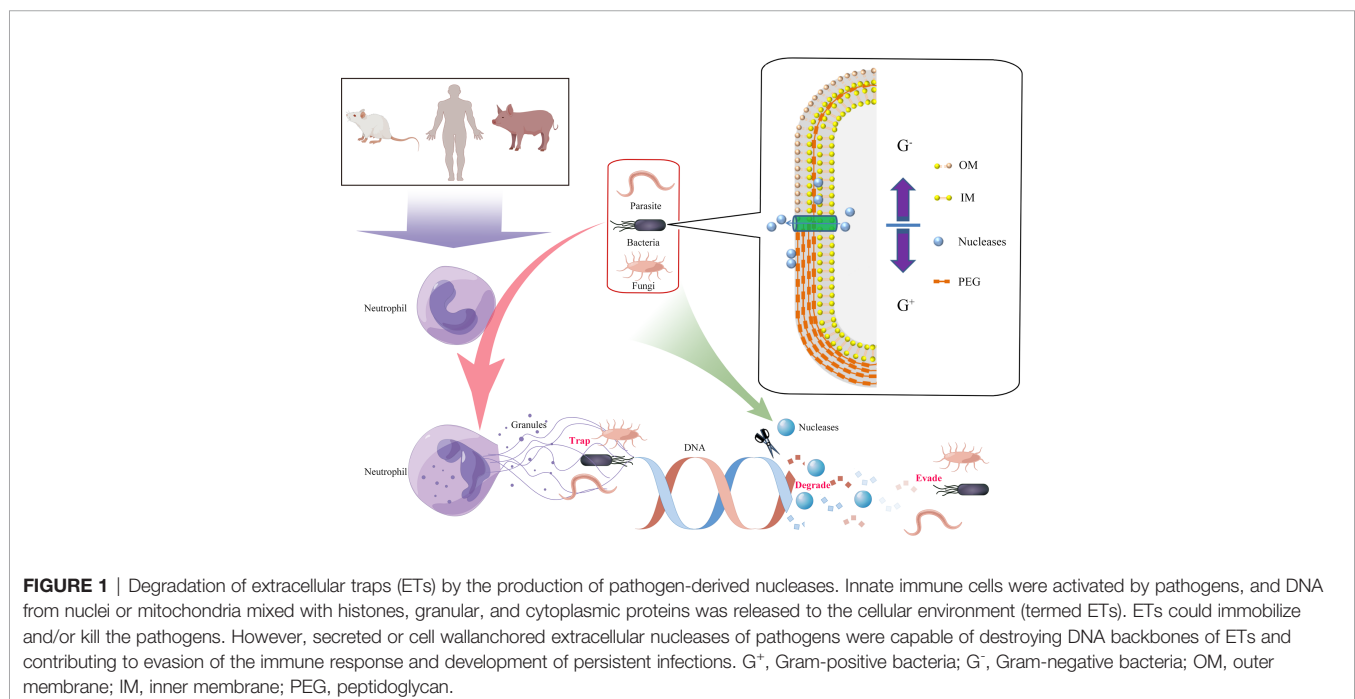 G-
OM
IM
Nucleases
PEG
G+
Parasite
Bacteria
Fungi
Neutrophil
Neutrophil
Granules
Trap
DNA
Nucleases
Degrade
Evade
FIGURE 1 | Degradation of extracellular traps (ETs) by the production of pathogen-derived nucleases. Innate immune cells were activated by pathogens, and DNA
from nuclei or mitochondria mixed with histones, granular, and cytoplasmic proteins was released to the cellular environment (termed ETs). ETs could immobilize
and/or kill the pathogens. However, secreted or cell wallanchored extracellular nucleases of pathogens were capable of destroying DNA backbones of ETs and
contributing to evasion of the immune response and development of persistent infections. G+, Gram-positive bacteria; G-, Gram-negative bacteria; OM, outer
membrane; IM, inner membrane; PEG, peptidoglycan.